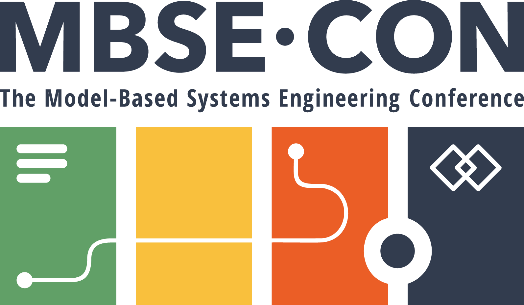 MBSE•CON
The Model-Based Systems Engineering Conference